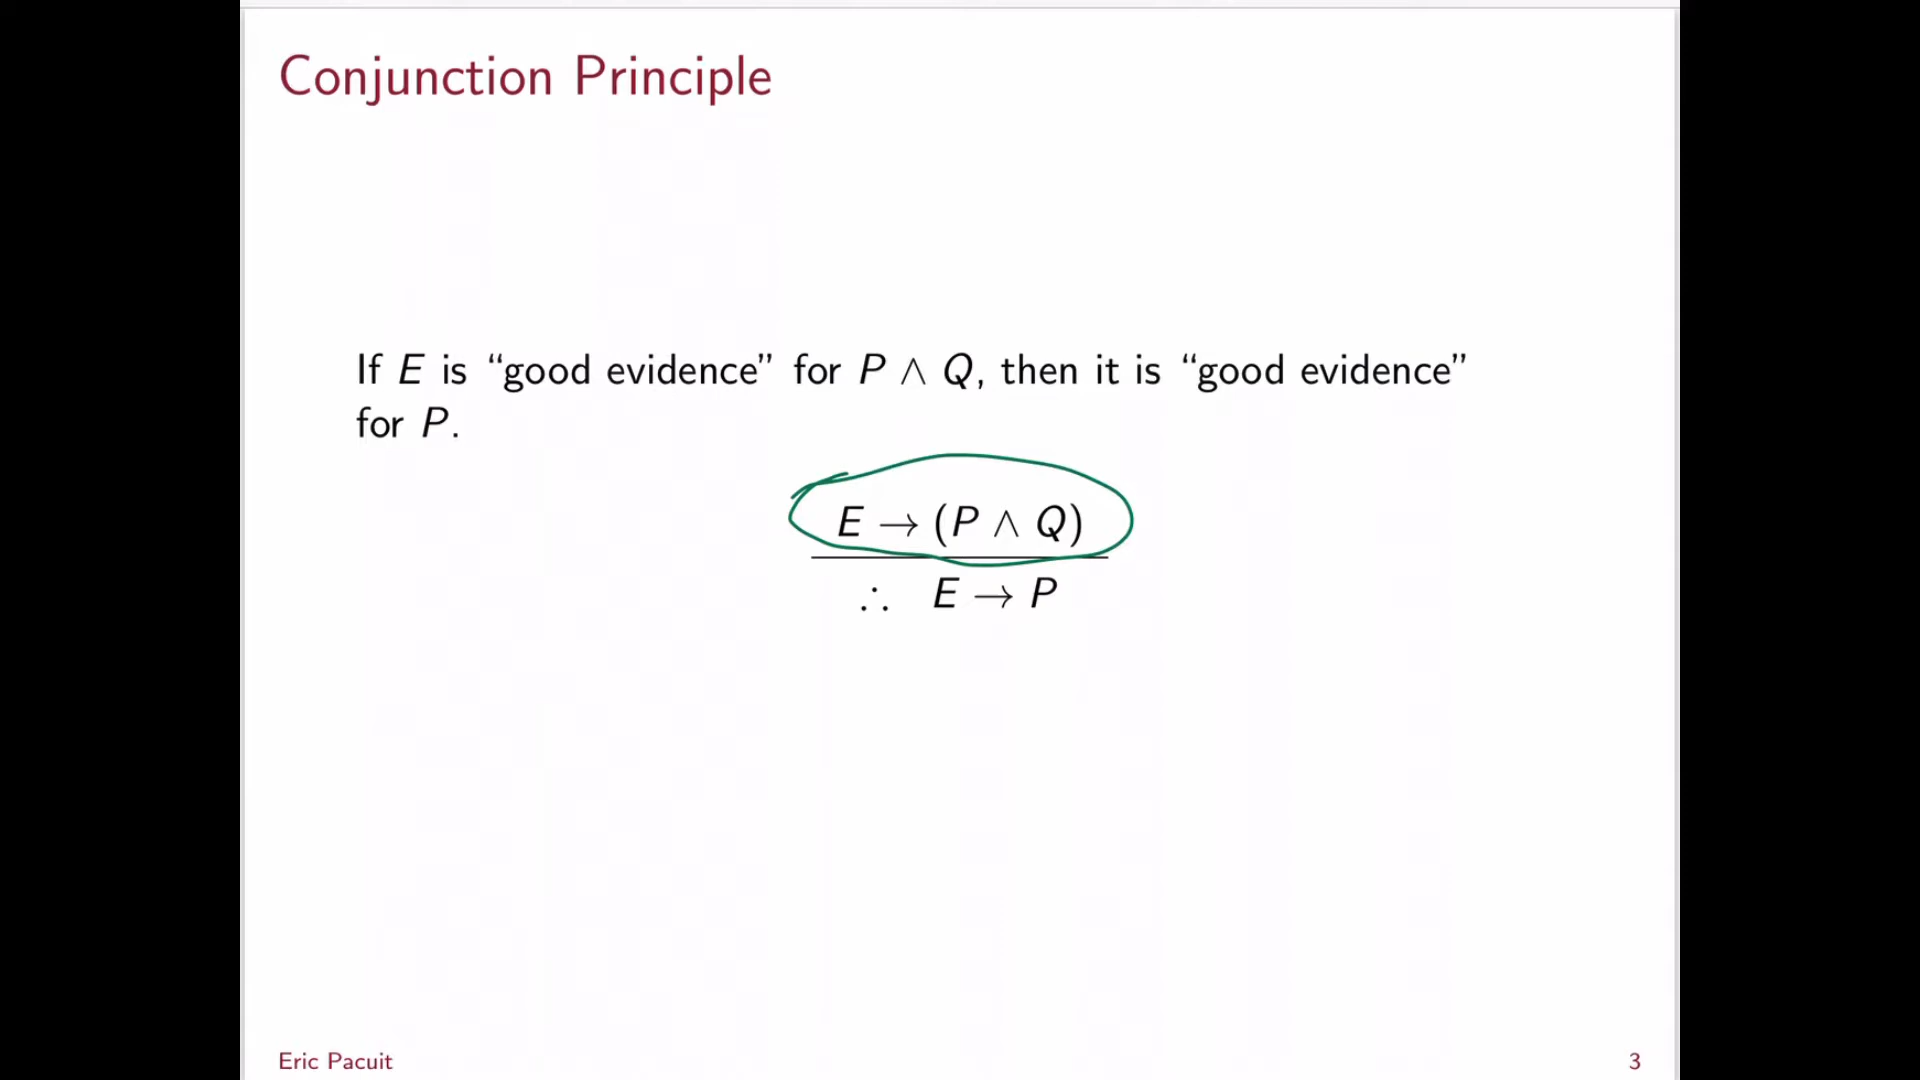 Conjunction Principle
If E is “good evidence” for P ∧ Q, then it is “good evidence”
for P.
E → (P ∧ Q)
∴ E → P
Eric Pacuit
3